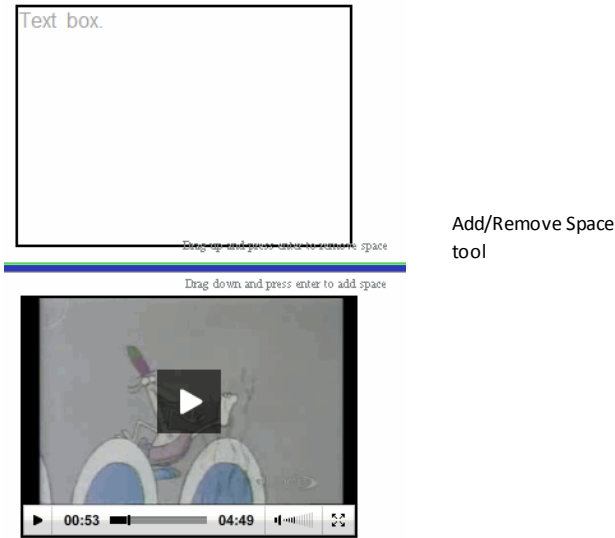 Text box.
Drag up and press enter to remove space
Add/Remove Space
tool
Drag down and press enter to add space
00:53
04:49